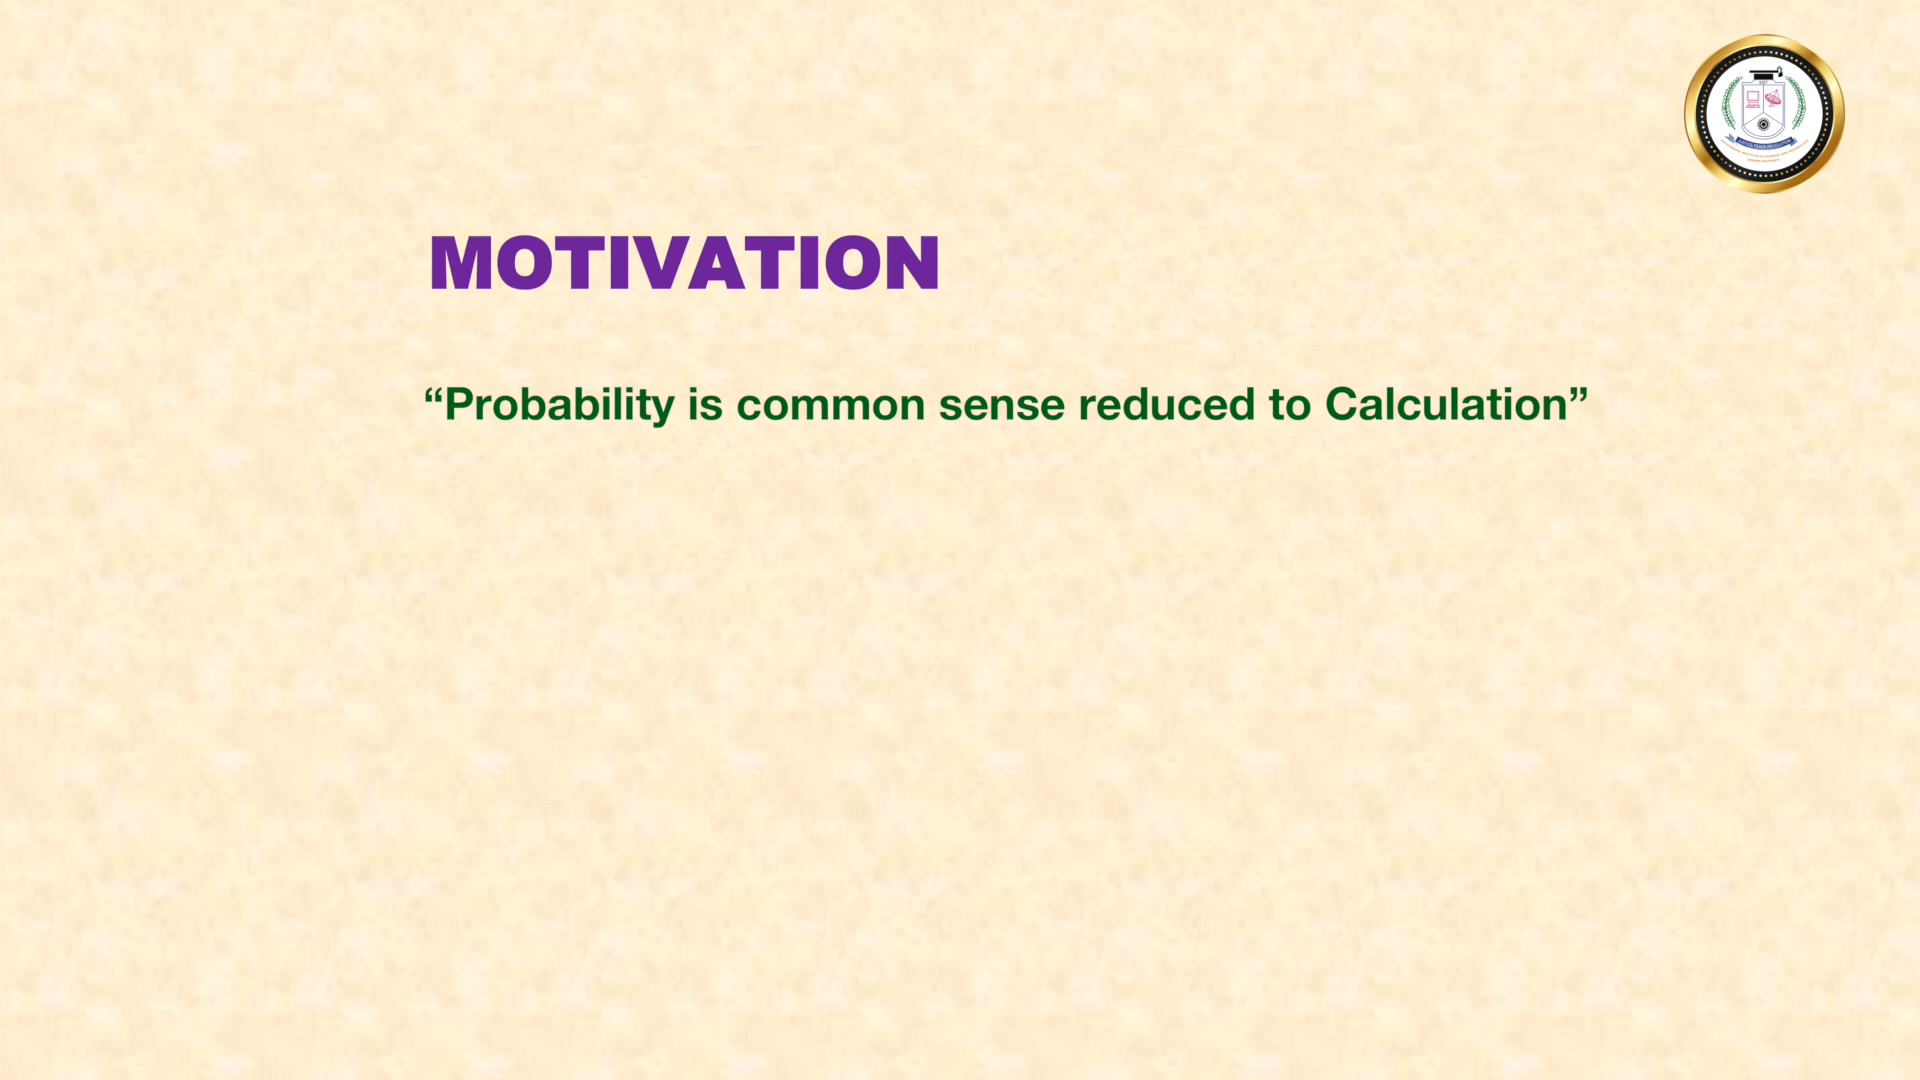 MOTIVATION
“Probability is common sense reduced to Calculation”